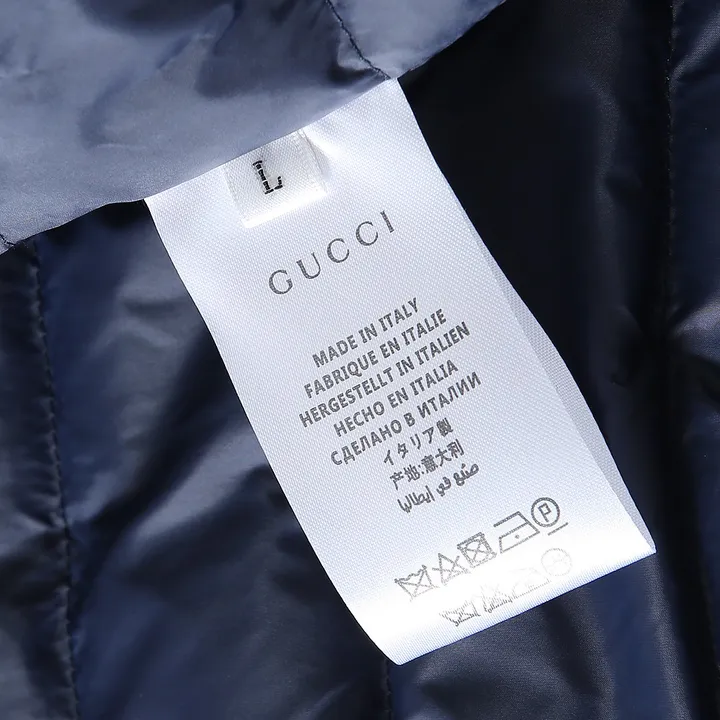 L
GUCCI
MADE IN ITALY
FABRIQUE EN ITALIE
HERGESTELLT IN ITALIEN
HECHO EN ITALIA
СДЕЛАНО В ИТАЛИИ
イタリア製
产地:意大利
صنع في إيطاليا
P